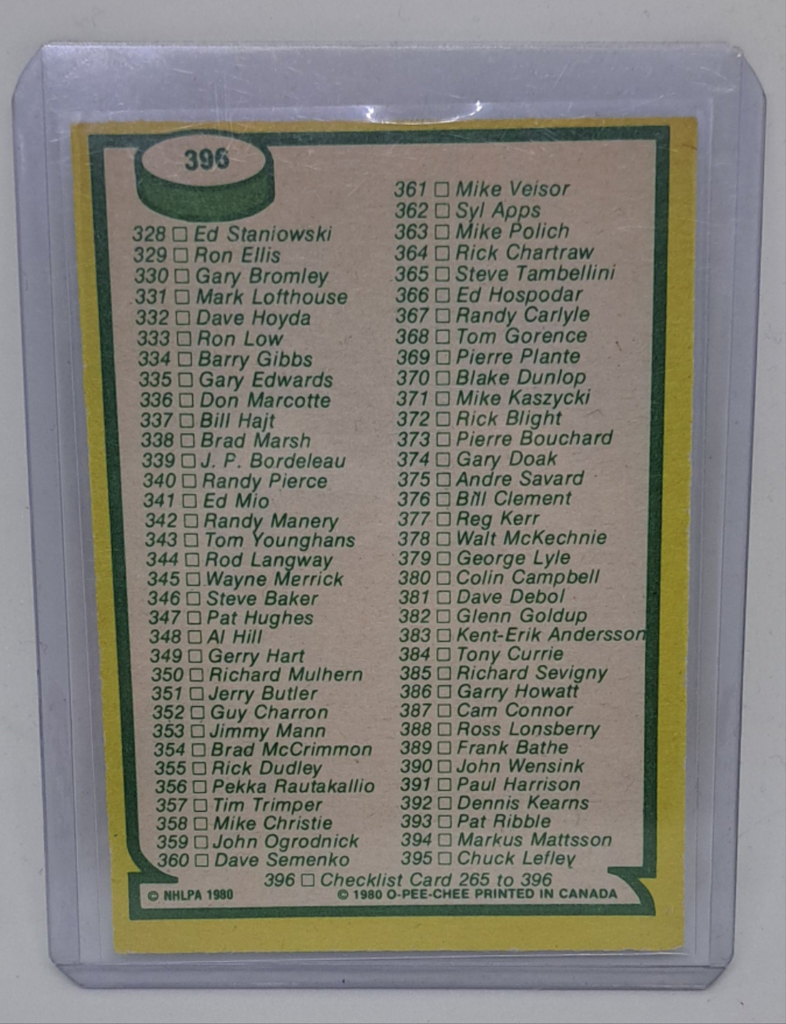 396
328 □ Ed Staniowski
329 □ Ron Ellis
330 □ Gary Bromley
331 □ Mark Lofthouse
332 □ Dave Hoyda
333 □ Ron Low
334 □ Barry Gibbs
335 □ Gary Edwards
336 □ Don Marcotte
337 □ Bill Hajt
338 □ Brad Marsh
339 □ J. P. Bordeleau
340 □ Randy Pierce
341 □ Ed Mio
342 □ Randy Manery
343 □ Tom Younghans
344 □ Rod Langway
345 □ Wayne Merrick
346 □ Steve Baker
347 □ Pat Hughes
348 □ Al Hill
349 □ Gerry Hart
350 □ Richard Mulhern
351 □ Jerry Butler
352 □ Guy Charron
353 □ Jimmy Mann
354 □ Brad McCrimmon
355 □ Rick Dudley
356 □ Pekka Rautakallio
357 □ Tim Trimper
358 □ Mike Christie
359 □ John Ogrodnick
360 □ Dave Semenko
361 □ Mike Veisor
362 □ Syl Apps
363 □ Mike Polich
364 □ Rick Chartraw
365 □ Steve Tambellini
366 □ Ed Hospodar
367 □ Randy Carlyle
368 □ Tom Gorence
369 □ Pierre Plante
370 □ Blake Dunlop
371 □ Mike Kaszycki
372 □ Rick Blight
373 □ Pierre Bouchard
374 □ Gary Doak
375 □ Andre Savard
376 □ Bill Clement
377 □ Reg Kerr
378 □ Walt McKechnie
379 □ George Lyle
380 □ Colin Campbell
381 □ Dave Debol
382 □ Glenn Goldup
383 □ Kent-Erik Andersson
384 □ Tony Currie
385 □ Richard Sevigny
386 □ Garry Howatt
387 □ Cam Connor
388 □ Ross Lonsberry
389 □ Frank Bathe
390 □ John Wensink
391 □ Paul Harrison
392 □ Dennis Kearns
393 □ Pat Ribble
394 □ Markus Mattsson
395 □ Chuck Lefley
396 □ Checklist Card 265 to 396
© NHLPA 1980 © 1980 O-PEE-CHEE PRINTED IN CANADA